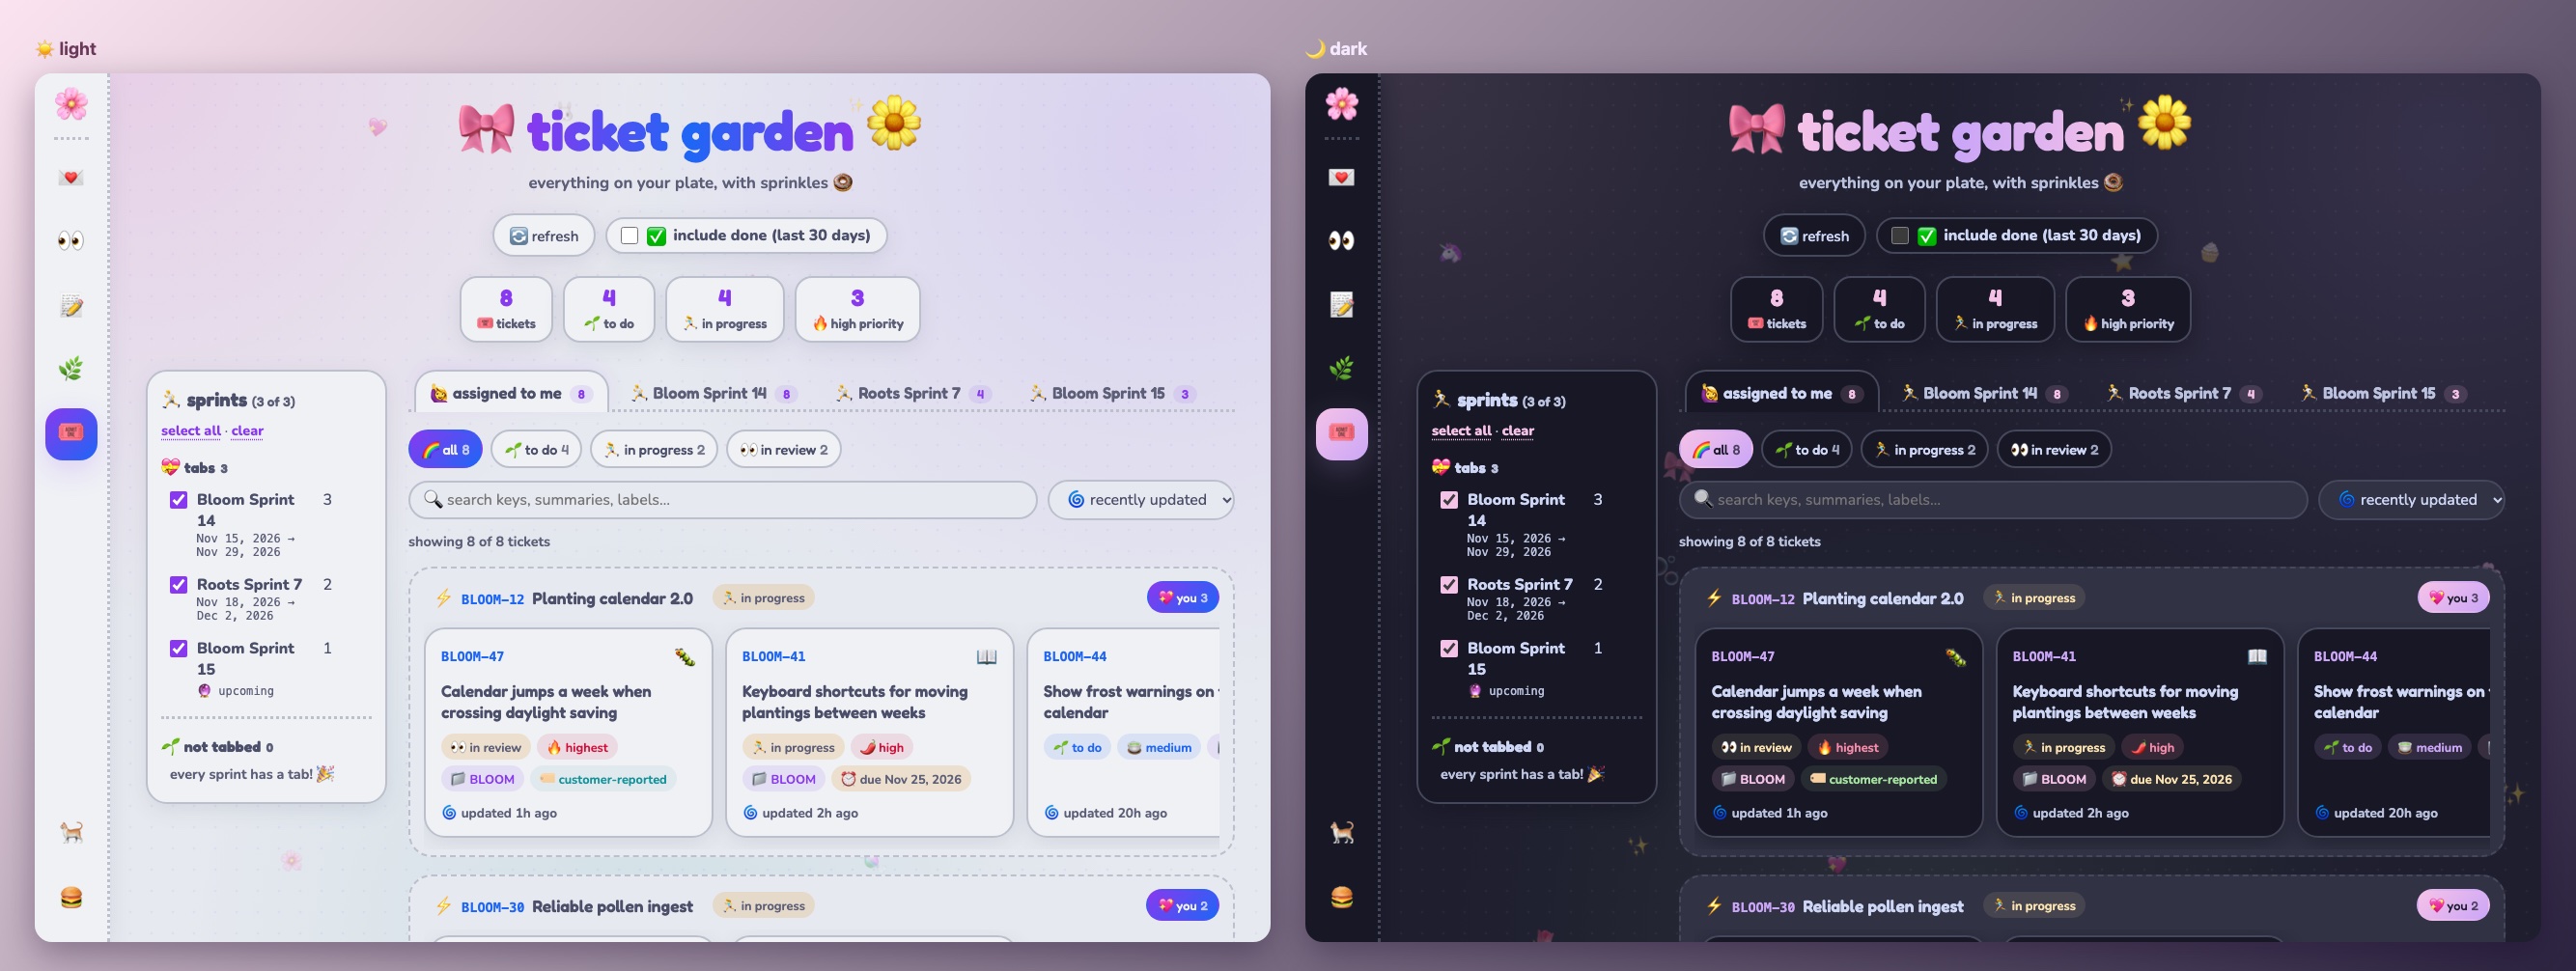 ☀️ light
🎀 ticket garden 🌼
everything on your plate, with sprinkles 🍩
🔄 refresh
✅ include done (last 30 days)
8
🎟️ tickets
4
🌱 to do
4
🏃 in progress
3
🔥 high priority
🏃 sprints (3 of 3)
select all · clear
💝 tabs 3
Bloom Sprint 14
3
Nov 15, 2026 →
Nov 29, 2026
Roots Sprint 7
2
Nov 18, 2026 →
Dec 2, 2026
Bloom Sprint 15
1
🔮 upcoming
🌱 not tabbed 0
every sprint has a tab! 🎉
🙋 assigned to me 8
🏃 Bloom Sprint 14 8
🏃 Roots Sprint 7 4
🏃 Bloom Sprint 15 3
🌈 all 8
🌱 to do 4
🏃 in progress 2
👀 in review 2
🔍 search keys, summaries, labels...
🌀 recently updated
showing 8 of 8 tickets
⚡ BLOOM-12 Planting calendar 2.0
🏃 in progress
💖 you 3
BLOOM-47
Calendar jumps a week when
crossing daylight saving
👀 in review
🔥 highest
BLOOM
customer-reported
🌀 updated 1h ago
BLOOM-41
Keyboard shortcuts for moving
plantings between weeks
🏃 in progress
🌶️ high
BLOOM
⏰ due Nov 25, 2026
🌀 updated 2h ago
BLOOM-44
Show frost warnings on
calendar
🌱 to do
🍵 medium
🌀 updated 20h ago
⚡ BLOOM-30 Reliable pollen ingest
🏃 in progress
💖 you 2
🌙 dark
🎀 ticket garden 🌼
everything on your plate, with sprinkles 🍩
🔄 refresh
✅ include done (last 30 days)
8
🎟️ tickets
4
🌱 to do
4
🏃 in progress
3
🔥 high priority
🏃 sprints (3 of 3)
select all · clear
💝 tabs 3
Bloom Sprint 14
3
Nov 15, 2026 →
Nov 29, 2026
Roots Sprint 7
2
Nov 18, 2026 →
Dec 2, 2026
Bloom Sprint 15
1
🔮 upcoming
🌱 not tabbed 0
every sprint has a tab! 🎉
🙋 assigned to me 8
🏃 Bloom Sprint 14 8
🏃 Roots Sprint 7 4
🏃 Bloom Sprint 15 3
🌈 all 8
🌱 to do 4
🏃 in progress 2
👀 in review 2
🔍 search keys, summaries, labels...
🌀 recently updated
showing 8 of 8 tickets
⚡ BLOOM-12 Planting calendar 2.0
🏃 in progress
💖 you 3
BLOOM-47
Calendar jumps a week when
crossing daylight saving
👀 in review
🔥 highest
BLOOM
customer-reported
🌀 updated 1h ago
BLOOM-41
Keyboard shortcuts for moving
plantings between weeks
🏃 in progress
🌶️ high
BLOOM
⏰ due Nov 25, 2026
🌀 updated 2h ago
BLOOM-44
Show frost warnings on
calendar
🌱 to do
🍵 medium
🌀 updated 20h ago
⚡ BLOOM-30 Reliable pollen ingest
🏃 in progress
💖 you 2